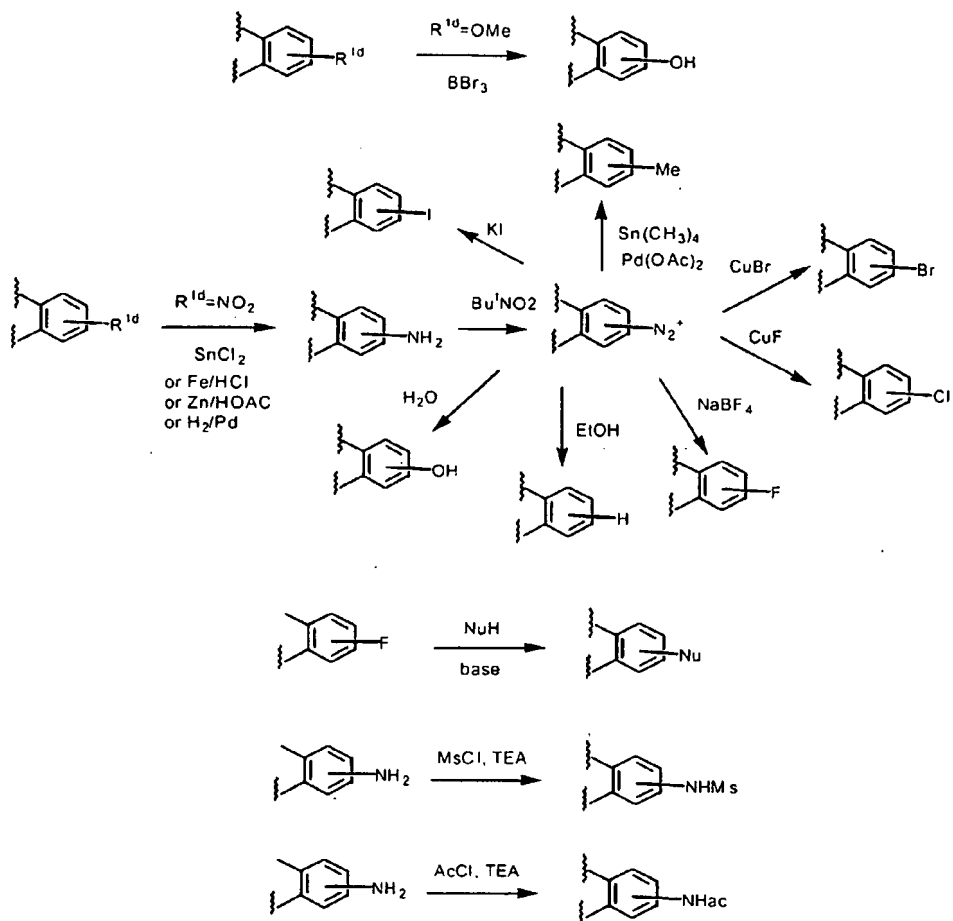 R1d=OMe
R1d
BBr3
OH
Me
I
KI
Sn(CH3)4
Pd(OAc)2
CuBr
Br
R1d=NO2
R1d
SnCl2
or Fe/HCl
or Zn/HOAC
or H2/Pd
NH2
ButNO2
N2+
CuF
Cl
H2O
OH
EtOH
H
NaBF4
F
F
NuH
base
Nu
NH2
MsCl, TEA
NHMs
NH2
AcCl, TEA
NHac